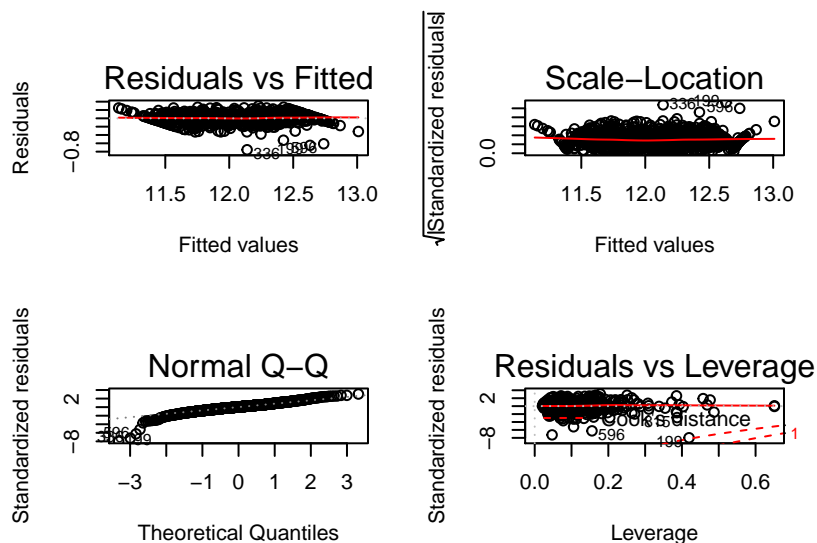 Residuals vs Fitted
Residuals
−0.8
336
596
11.5 12.0 12.5 13.0
Fitted values
Scale−Location
√|Standardized residuals|
0.0
336
199
596
11.5 12.0 12.5 13.0
Fitted values
Normal Q−Q
Standardized residuals
2
−8
596
−3 −2 −1 0 1 2 3
Theoretical Quantiles
Residuals vs Leverage
Standardized residuals
2
−8
Cook's distance
596
199
1
0.0 0.2 0.4 0.6
Leverage